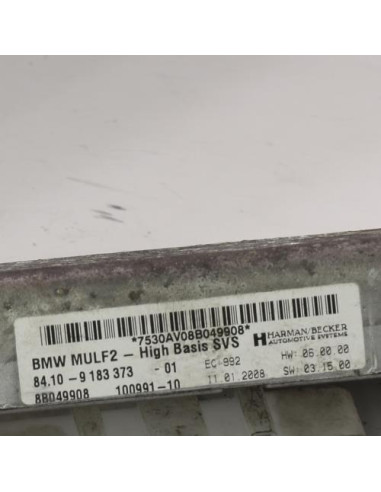 *7530AV08B049908*
BMW MULF2 - High Basis SVS
HARMAN/BECKER
AUTOMOTIVE SYSTEMS
84.10 - 9 183 373 - 01 EC-892 HW: 06.00.00
8B049908 100991-10 11.01.2008 SW: 03.15.00